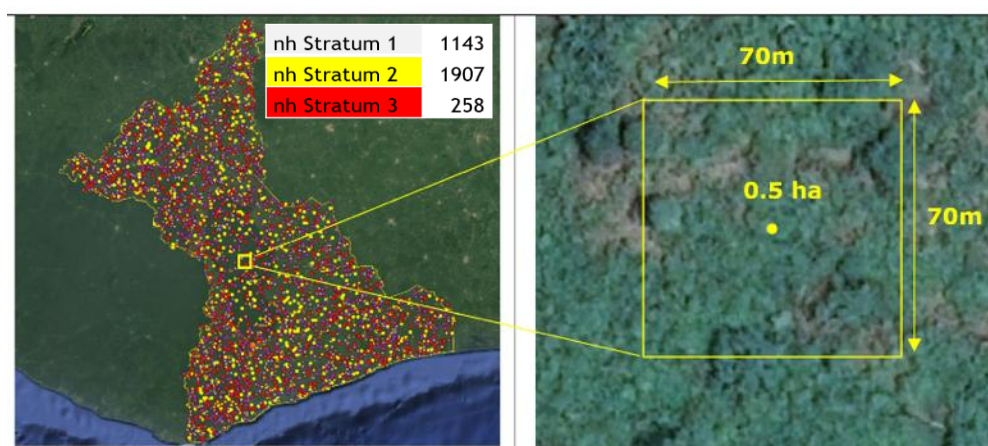 nh Stratum 1 1143
nh Stratum 2 1907
nh Stratum 3 258
70m
0.5 ha
70m